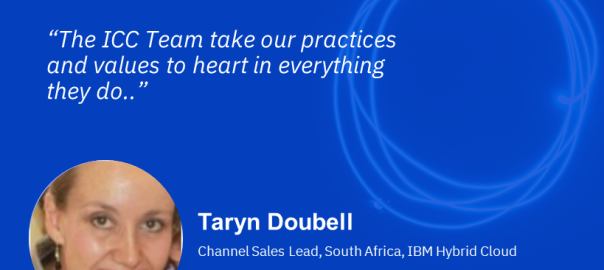 “The ICC Team take our practices
and values to heart in everything
they do..”
Taryn Doubell
Channel Sales Lead, South Africa, IBM Hybrid Cloud